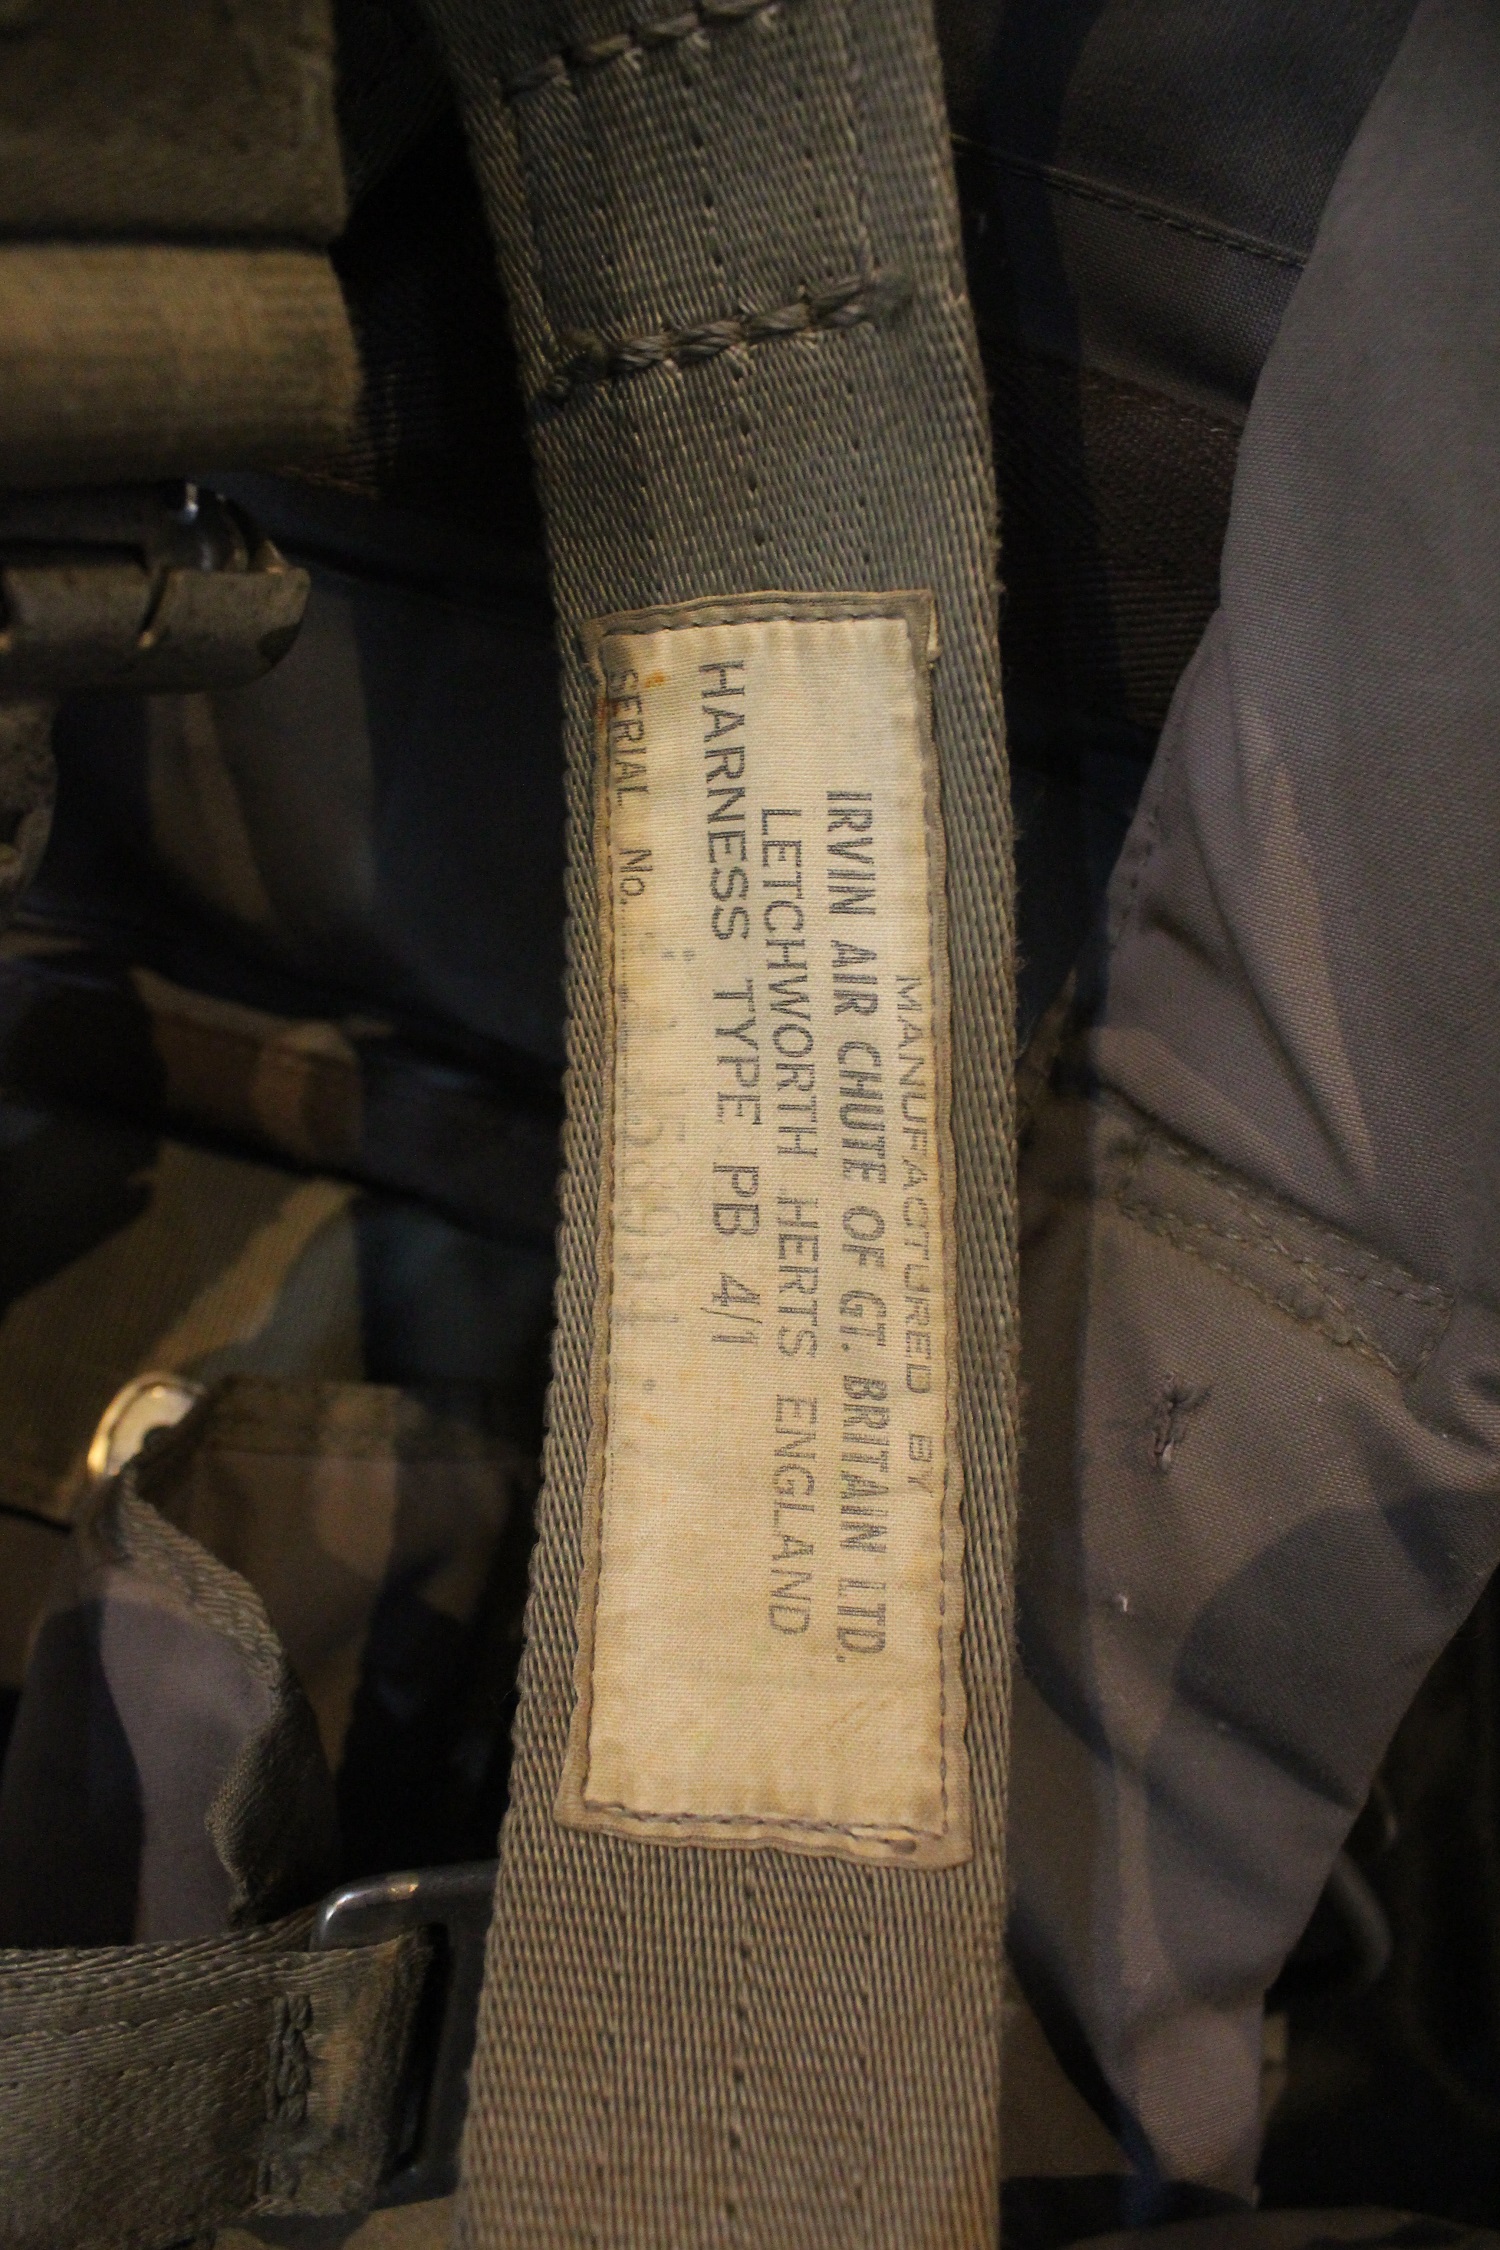 MANUFACTURED BY
IRVIN AIR CHUTE OF GT. BRITAIN LTD.
LETCHWORTH HERTS ENGLAND
HARNESS TYPE PB 4/1
SERIAL No.